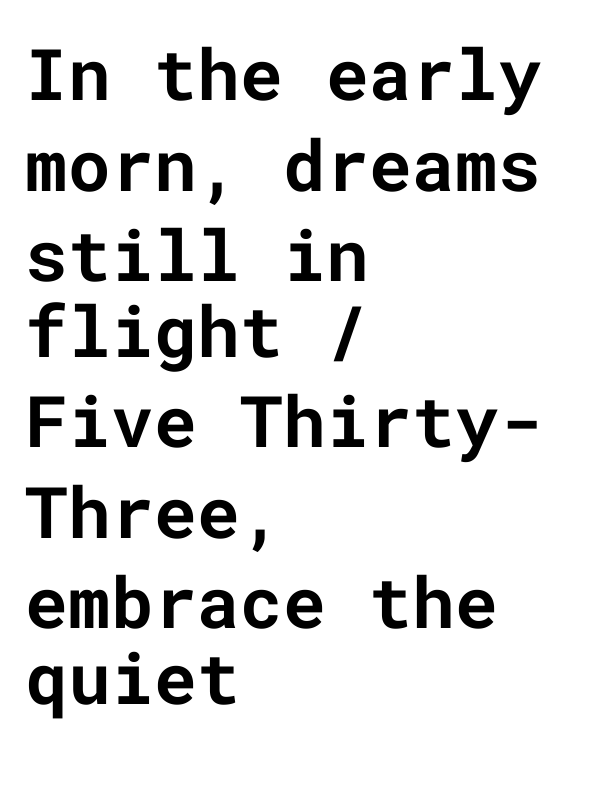 In the early
morn, dreams
still in
flight /
Five Thirty-
Three,
embrace the
quiet